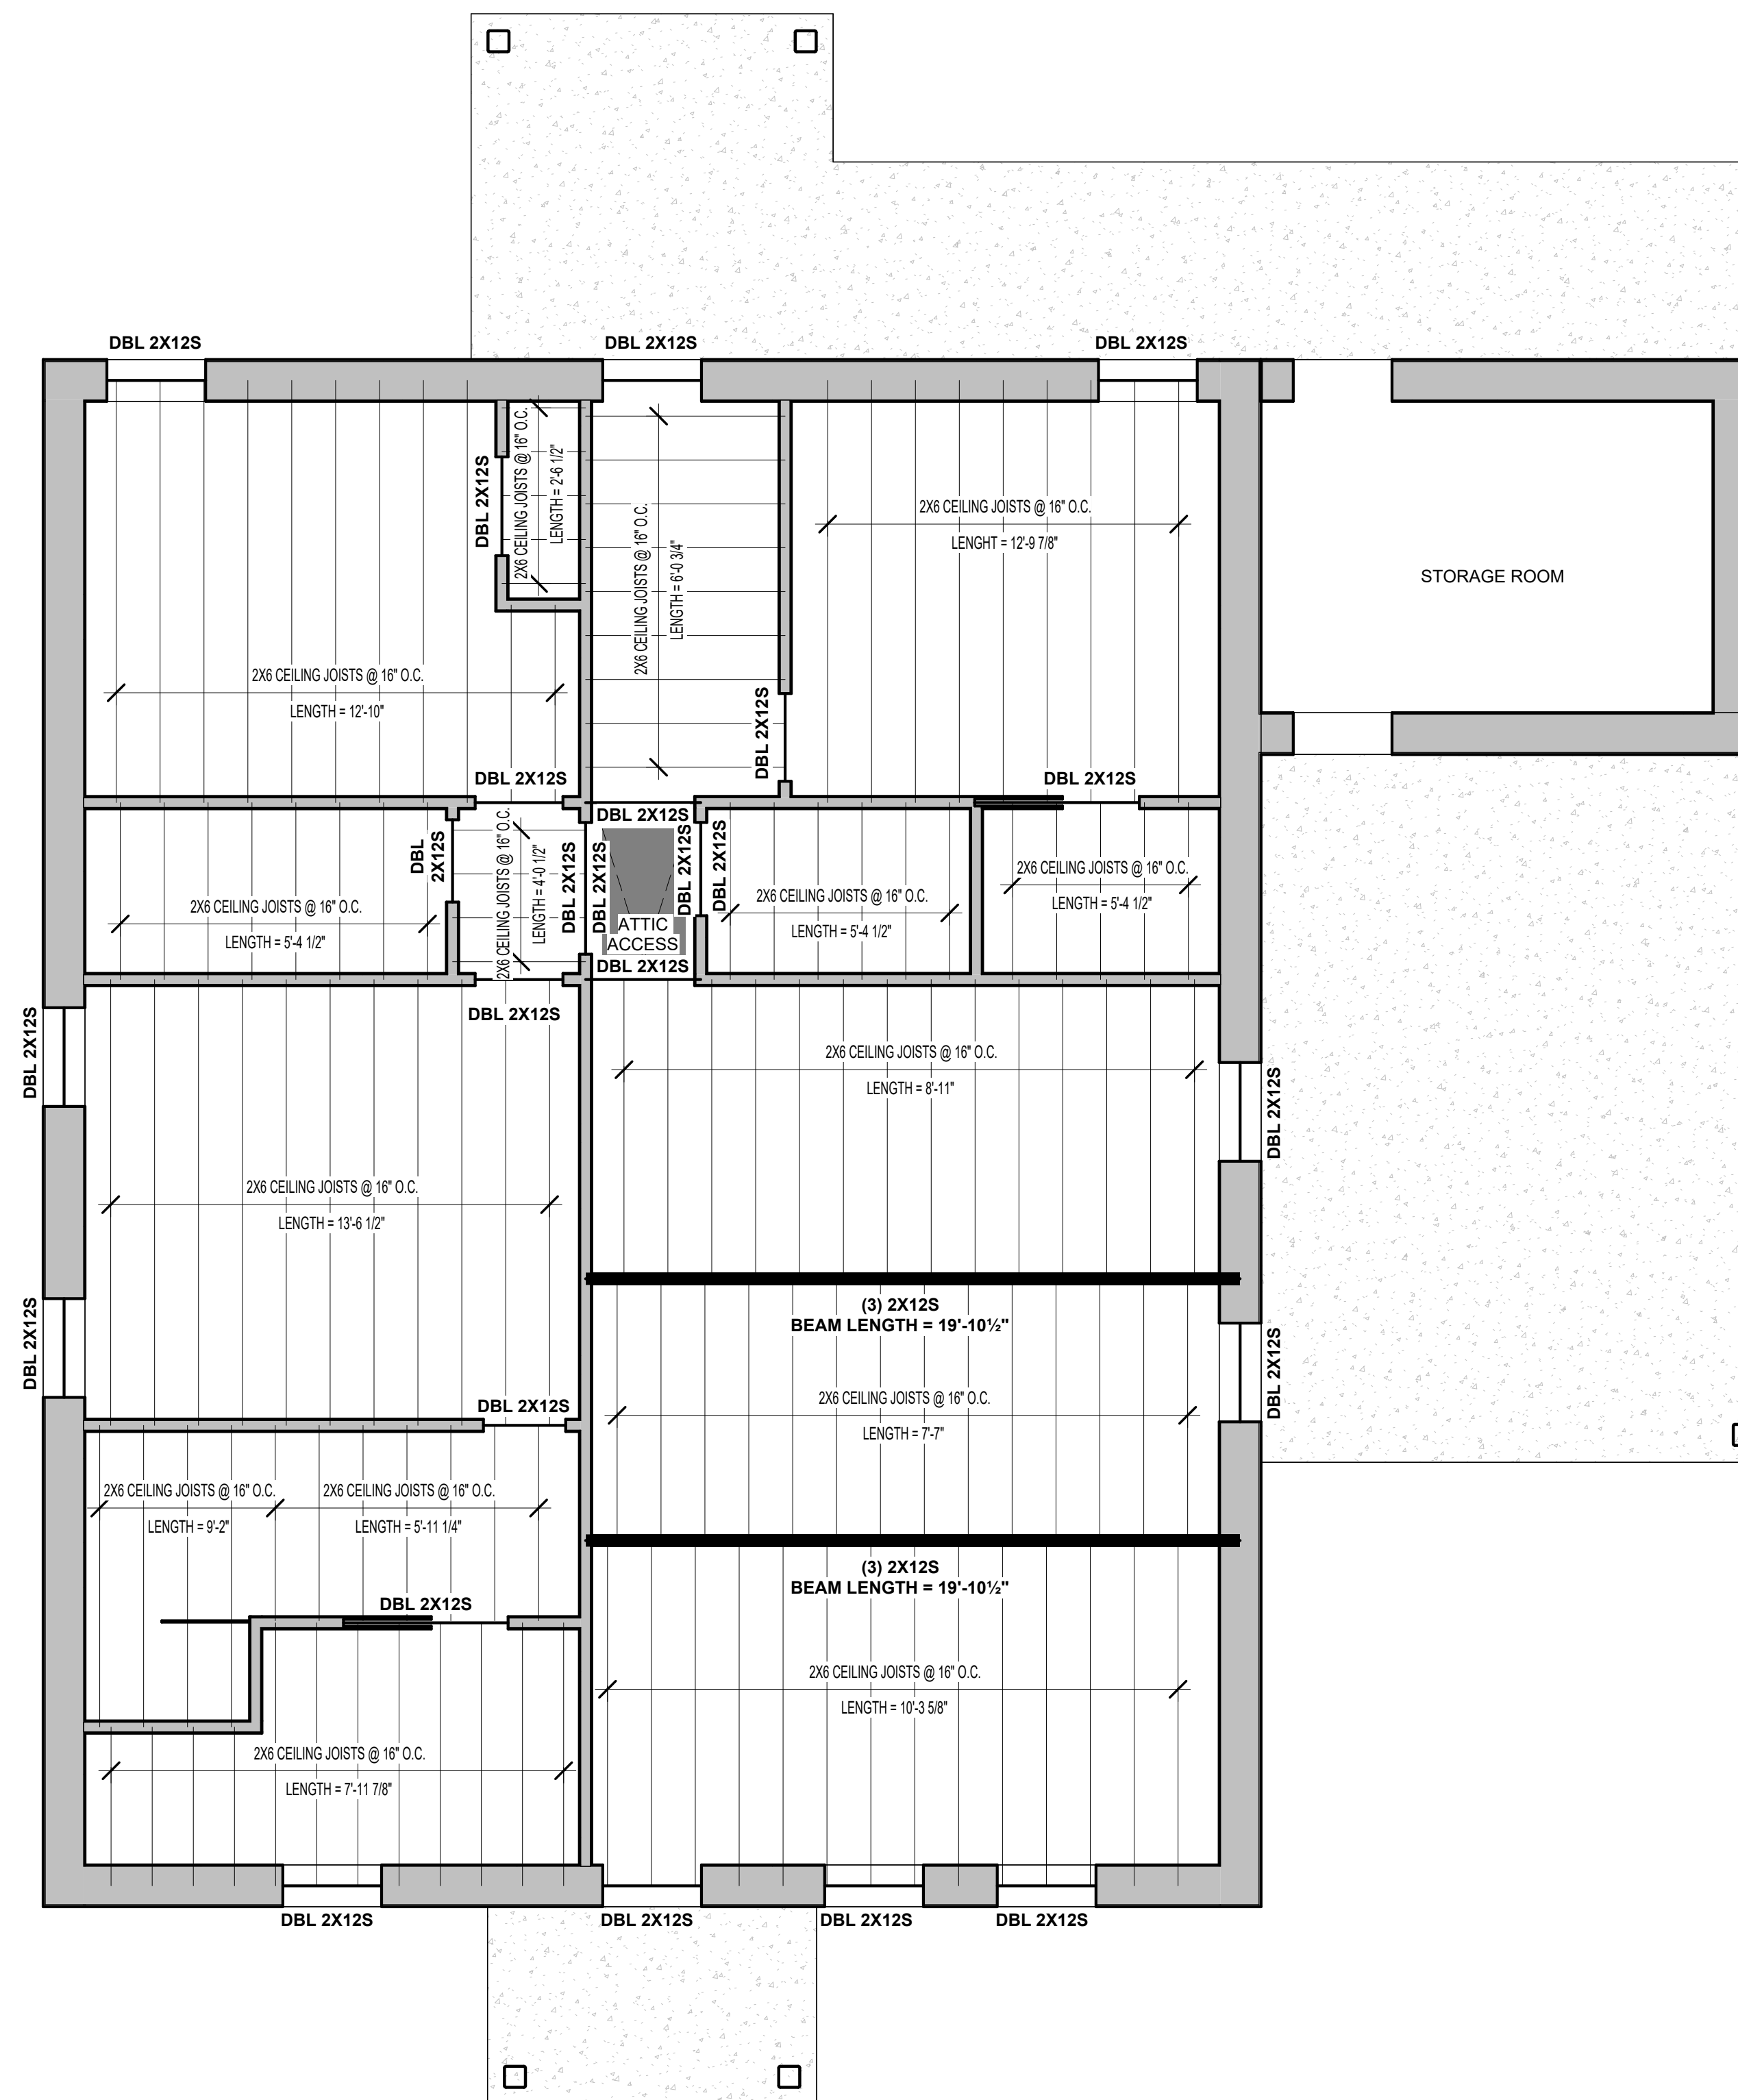 DBL 2X12S
DBL 2X12S
DBL 2X12S
2X6 CEILING JOISTS @ 16" O.C.
LENGTH = 2'-6 1/2"
DBL 2X12S
2X6 CEILING JOISTS @ 16" O.C.
LENGTH = 6'-0 3/4"
2X6 CEILING JOISTS @ 16" O.C.
LENGHT = 12'-9 7/8"
STORAGE ROOM
2X6 CEILING JOISTS @ 16" O.C.
LENGTH = 12'-10"
DBL 2X12S
DBL 2X12S
DBL 2X12S
DBL 2X12S
DBL
2X12S
2X6 CEILING JOISTS @ 16" O.C.
LENGTH = 4'-0 1/2"
DBL 2X12S
DBL 2X12S
DBL 2X12S
DBL 2X12S
DBL 2X12S
2X6 CEILING JOISTS @ 16" O.C.
LENGTH = 5'-4 1/2"
ATTIC
ACCESS
2X6 CEILING JOISTS @ 16" O.C.
LENGTH = 5'-4 1/2"
2X6 CEILING JOISTS @ 16" O.C.
LENGTH = 5'-4 1/2"
DBL 2X12S
DBL 2X12S
DBL 2X12S
2X6 CEILING JOISTS @ 16" O.C.
LENGTH = 8'-11"
DBL 2X12S
2X6 CEILING JOISTS @ 16" O.C.
LENGTH = 13'-6 1/2"
(3) 2X12S
BEAM LENGTH = 19'-10½"
DBL 2X12S
DBL 2X12S
2X6 CEILING JOISTS @ 16" O.C.
LENGTH = 7'-7"
DBL 2X12S
2X6 CEILING JOISTS @ 16" O.C.
LENGTH = 9'-2"
2X6 CEILING JOISTS @ 16" O.C.
LENGTH = 5'-11 1/4"
(3) 2X12S
BEAM LENGTH = 19'-10½"
DBL 2X12S
2X6 CEILING JOISTS @ 16" O.C.
LENGTH = 10'-3 5/8"
2X6 CEILING JOISTS @ 16" O.C.
LENGTH = 7'-11 7/8"
DBL 2X12S
DBL 2X12S
DBL 2X12S
DBL 2X12S